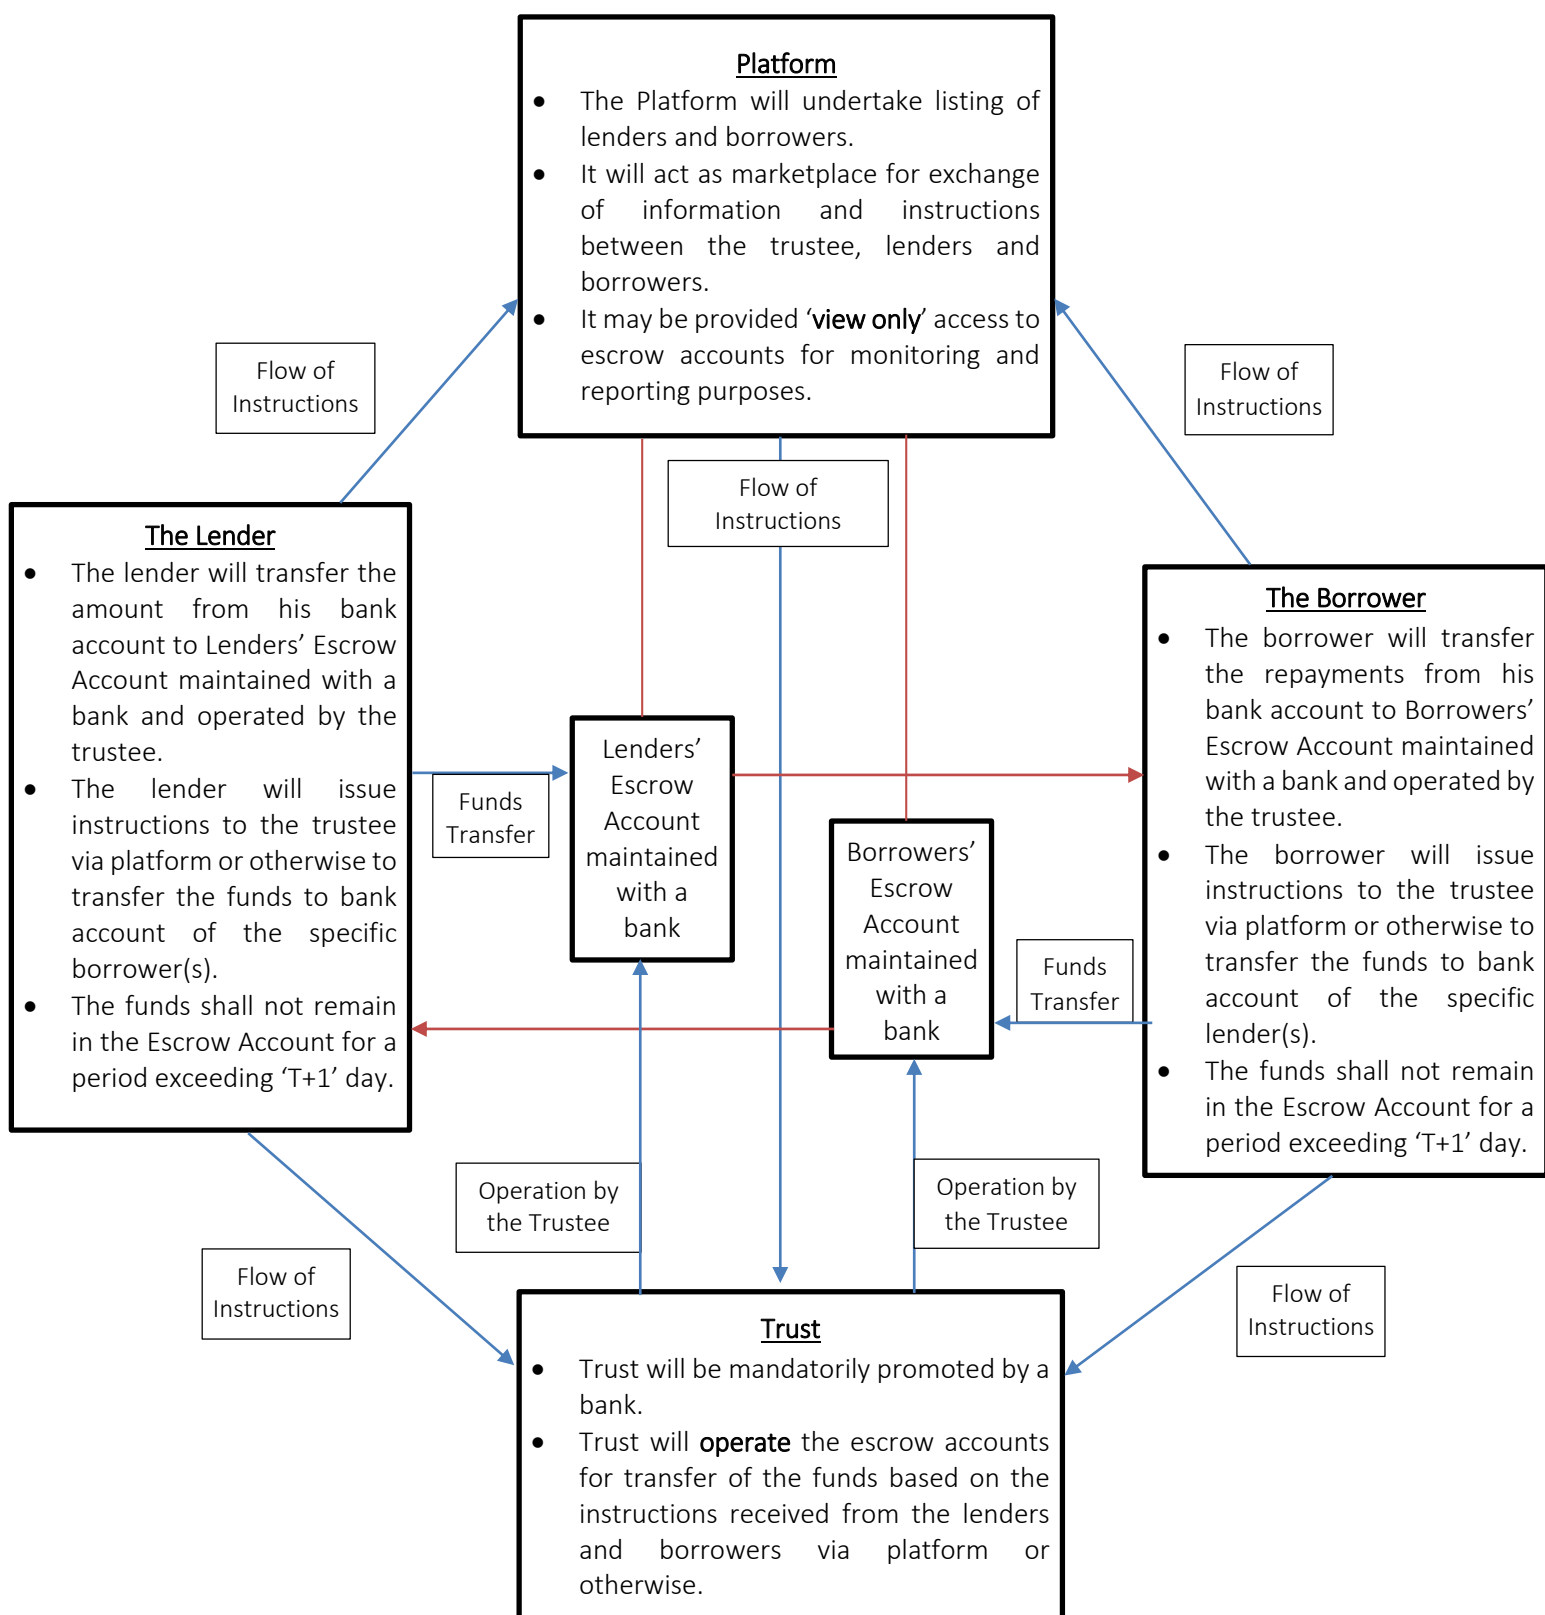 Platform
• The Platform will undertake listing of
lenders and borrowers.
• It will act as marketplace for exchange
of information and instructions
between the trustee, lenders and
borrowers.
• It may be provided ‘view only’ access to
escrow accounts for monitoring and
reporting purposes.
Flow of
Instructions
Flow of
Instructions
Flow of
Instructions
The Lender
• The lender will transfer the
amount from his bank
account to Lenders’ Escrow
Account maintained with a
bank and operated by the
trustee.
• The lender will issue
instructions to the trustee
via platform or otherwise to
transfer the funds to bank
account of the specific
borrower(s).
• The funds shall not remain
in the Escrow Account for a
period exceeding ‘T+1’ day.
Funds
Transfer
Lenders’
Escrow
Account
maintained
with a
bank
Borrowers’
Escrow
Account
maintained
with a
bank
Funds
Transfer
The Borrower
• The borrower will transfer
the repayments from his
bank account to Borrowers’
Escrow Account maintained
with a bank and operated by
the trustee.
• The borrower will issue
instructions to the trustee
via platform or otherwise to
transfer the funds to bank
account of the specific
lender(s).
• The funds shall not remain
in the Escrow Account for a
period exceeding ‘T+1’ day.
Operation by
the Trustee
Operation by
the Trustee
Flow of
Instructions
Flow of
Instructions
Trust
• Trust will be mandatorily promoted by a
bank.
• Trust will operate the escrow accounts
for transfer of the funds based on the
instructions received from the lenders
and borrowers via platform or
otherwise.